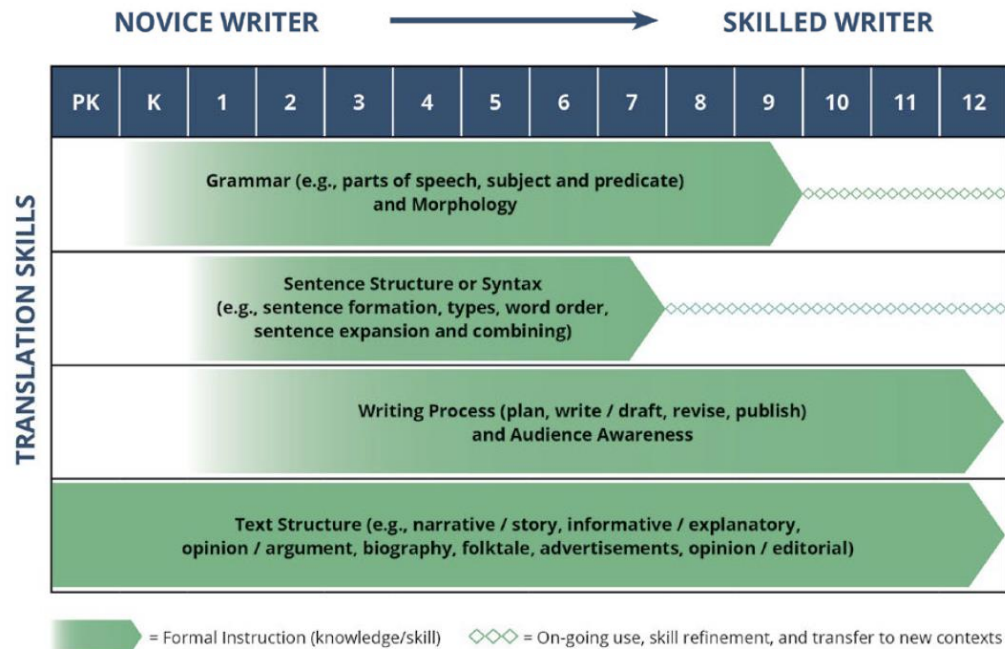 NOVICE WRITER SKILLED WRITER
PK K 1 2 3 4 5 6 7 8 9 10 11 12
TRANSLATION SKILLS
Grammar (e.g., parts of speech, subject and predicate)
and Morphology
Sentence Structure or Syntax
(e.g., sentence formation, types, word order,
sentence expansion and combining)
Writing Process (plan, write / draft, revise, publish)
and Audience Awareness
Text Structure (e.g., narrative / story, informative / explanatory,
opinion / argument, biography, folktale, advertisements, opinion / editorial)
= Formal Instruction (knowledge/skill) = On-going use, skill refinement, and transfer to new contexts